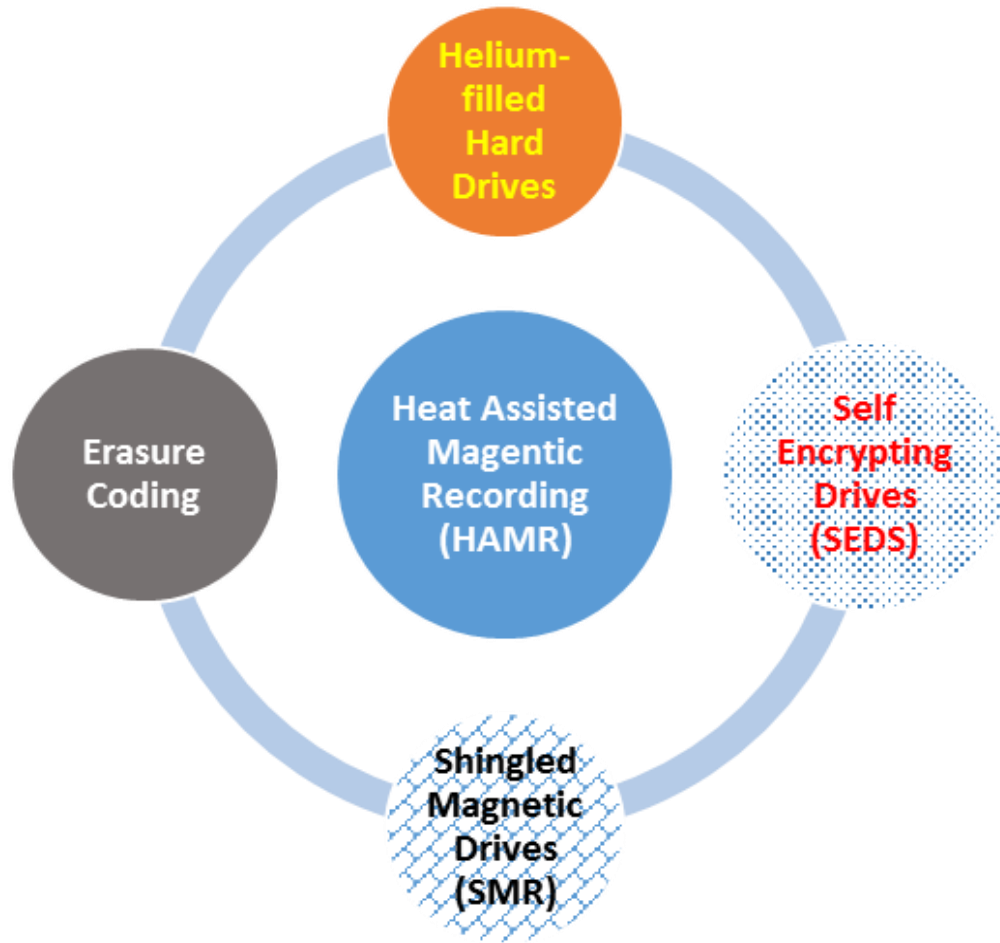 Helium-
filled
Hard
Drives
Erasure
Coding
Heat Assisted
Magentic
Recording
(HAMR)
Self
Encrypting
Drives
(SEDS)
Shingled
Magnetic
Drives
(SMR)